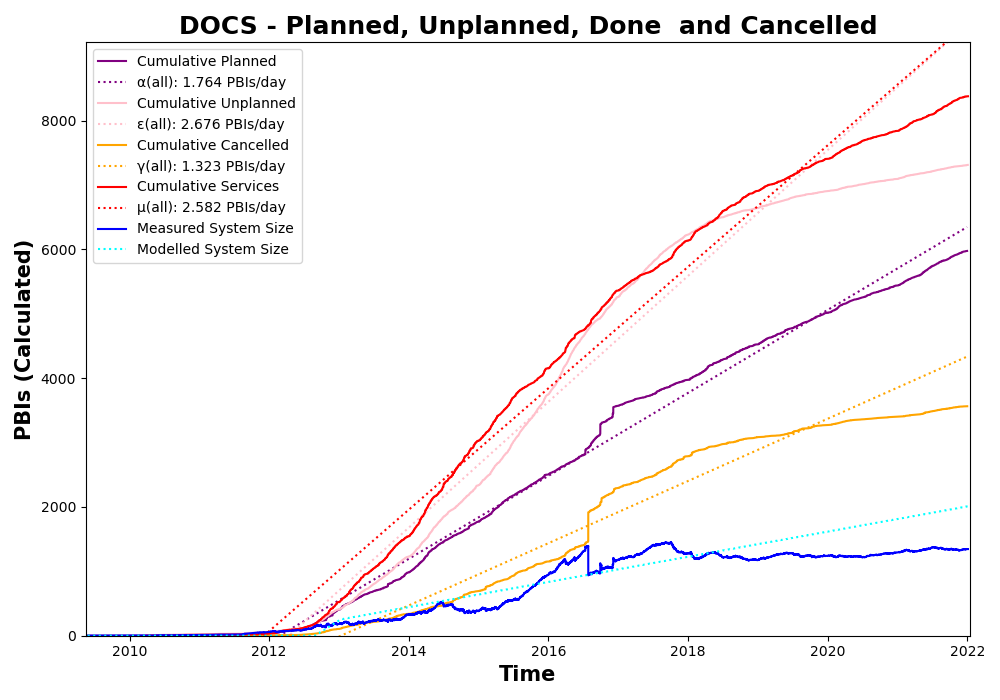 DOCS - Planned, Unplanned, Done  and Cancelled
Cumulative Planned
α(all): 1.764 PBIs/day
Cumulative Unplanned
ε(all): 2.676 PBIs/day
Cumulative Cancelled
γ(all): 1.323 PBIs/day
Cumulative Services
μ(all): 2.582 PBIs/day
Measured System Size
Modelled System Size
PBIs (Calculated)
8000
6000
4000
2000
0
2010 2012 2014 2016 2018 2020 2022
Time